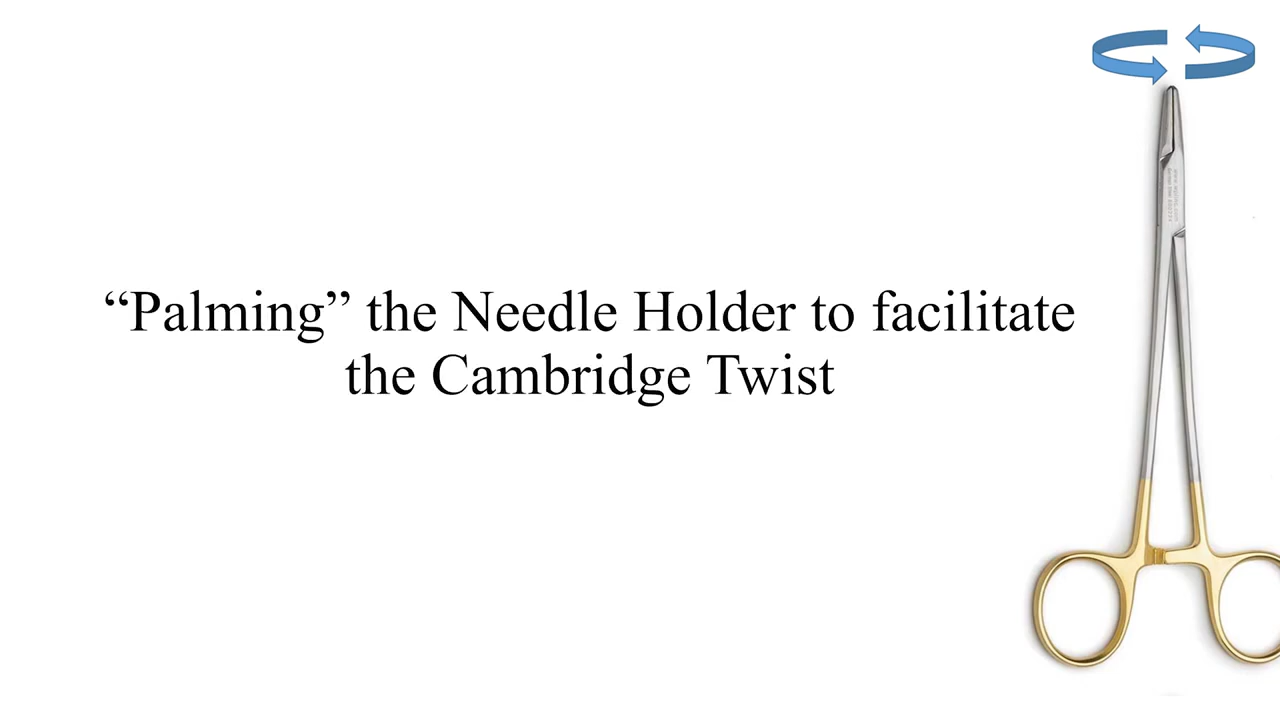 “Palming” the Needle Holder to facilitate
the Cambridge Twist